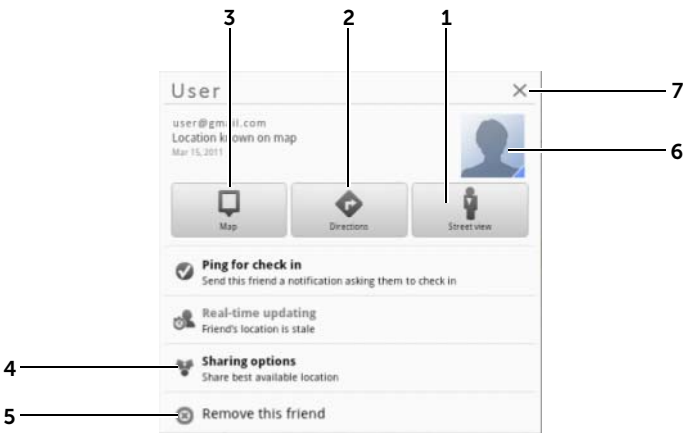 3 2 1
User
7
user@gmail.com
Location known on map
Mar 15, 2011
6
Map Directions Street view
Ping for check in
Send this friend a notification asking them to check in
Real-time updating
Friend's location is stale
Sharing options
4
Share best available location
5 Remove this friend